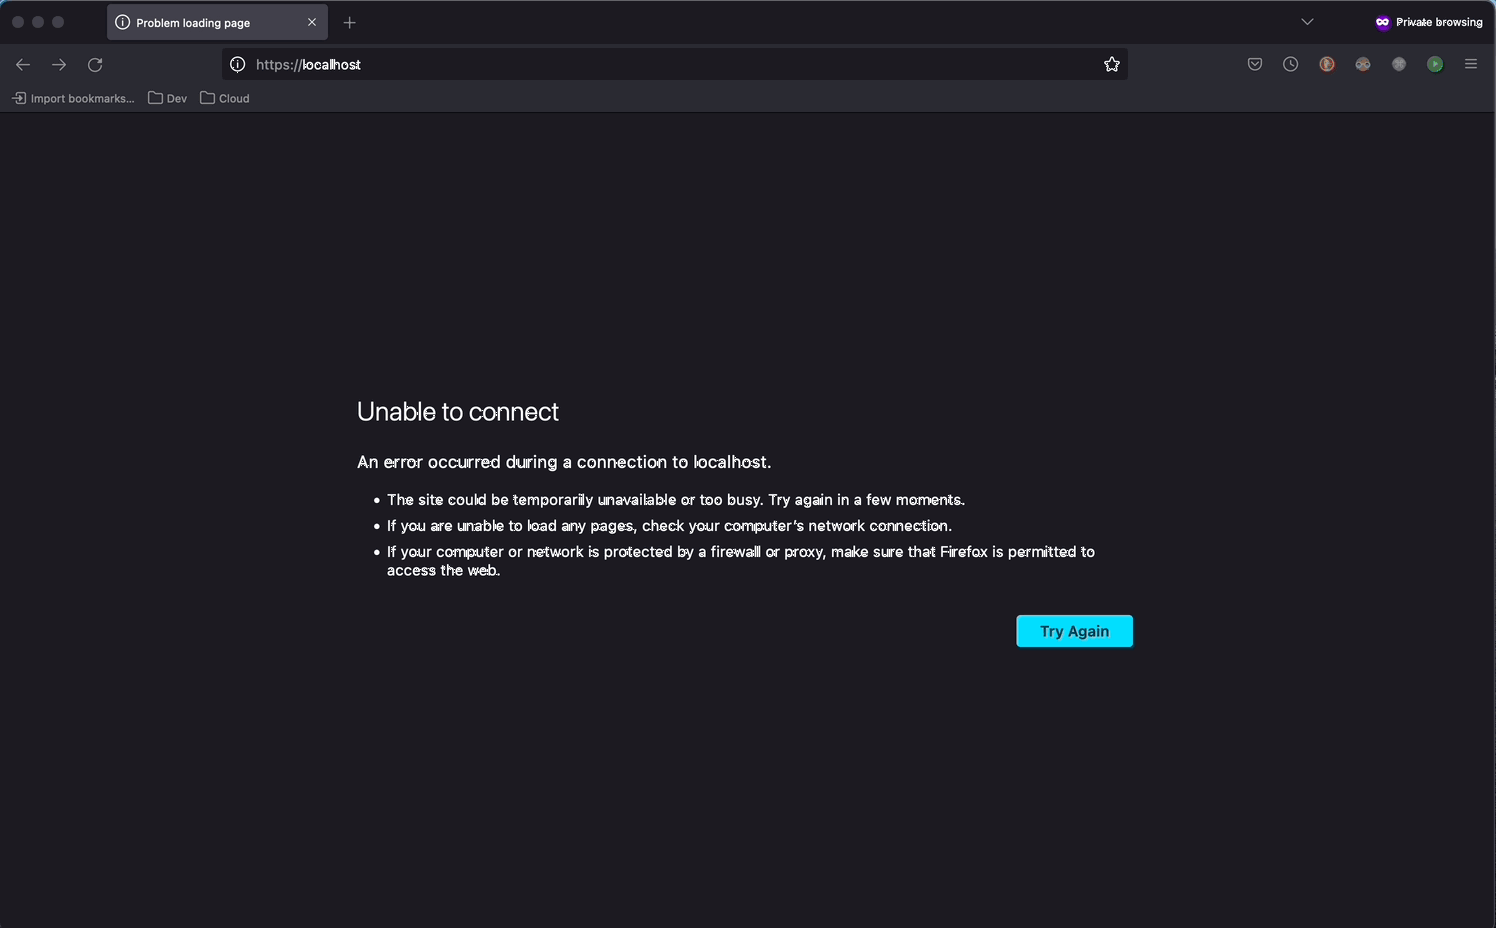 Problem loading page
Private browsing
https://localhost
Import bookmarks... Dev Cloud
Unable to connect
An error occurred during a connection to localhost.
• The site could be temporarily unavailable or too busy. Try again in a few moments.
• If you are unable to load any pages, check your computer's network connection.
• If your computer or network is protected by a firewall or proxy, make sure that Firefox is permitted to
access the web.
Try Again